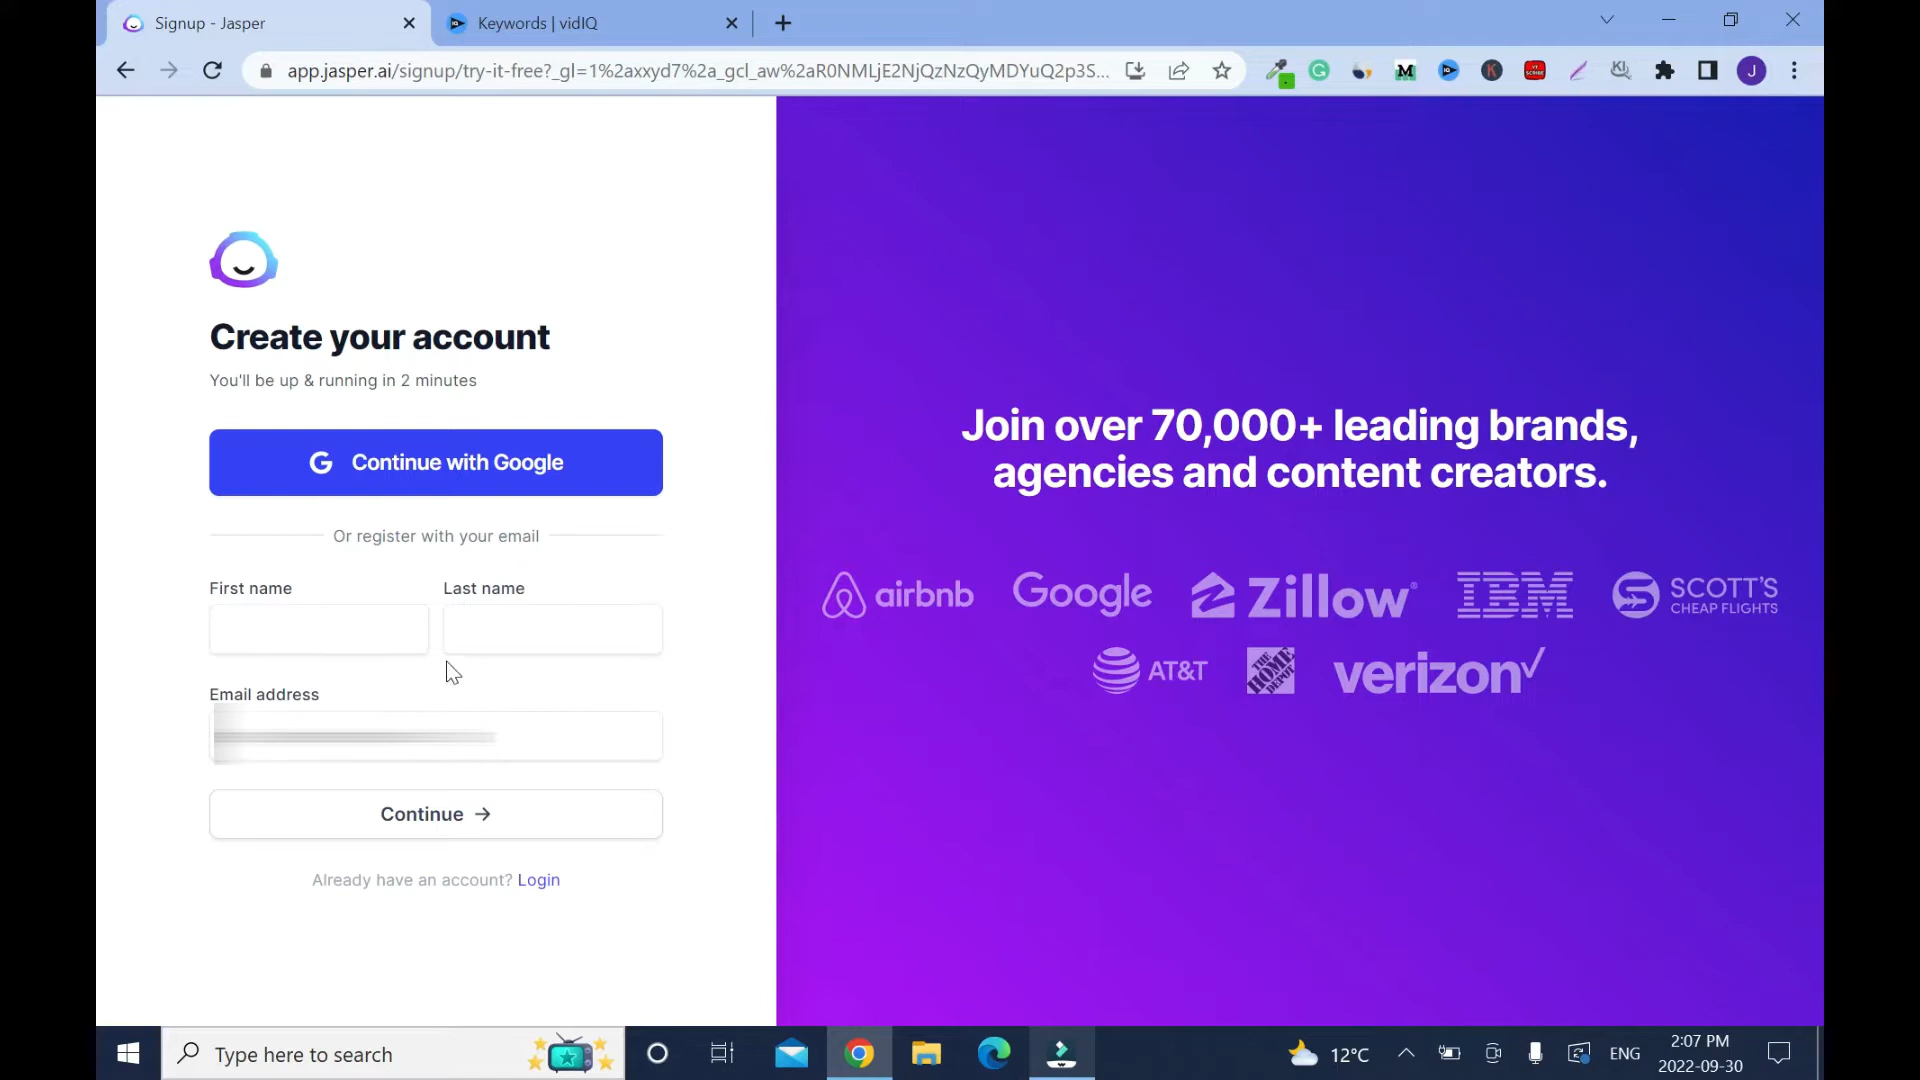 Signup - Jasper
Keywords | vidIQ
app.jasper.ai/signup/try-it-free?_gl=1%2axxyd7%2a_gcl_aw%2aR0NMLjE2NjQzNzQyMDYuQ2p3S...
J
Create your account
You'll be up & running in 2 minutes
G Continue with Google
Or register with your email
First name
Last name
Email address
Continue →
Already have an account? Login
Join over 70,000+ leading brands,
agencies and content creators.
airbnb
Google
Zillow
IBM
SCOTT'S
CHEAP FLIGHTS
AT&T
THE HOME DEPOT
verizon✓
Type here to search
12°C
ENG
2:07 PM
2022-09-30